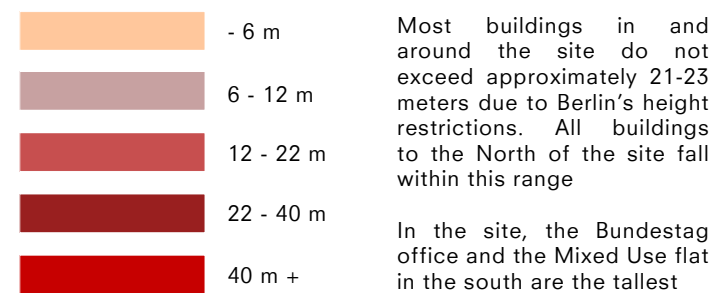 - 6 m
6 - 12 m
12 - 22 m
22 - 40 m
40 m +
Most buildings in and
around the site do not
exceed approximately 21-23
meters due to Berlin's height
restrictions. All buildings
to the North of the site fall
within this range
In the site, the Bundestag
office and the Mixed Use flat
in the south are the tallest